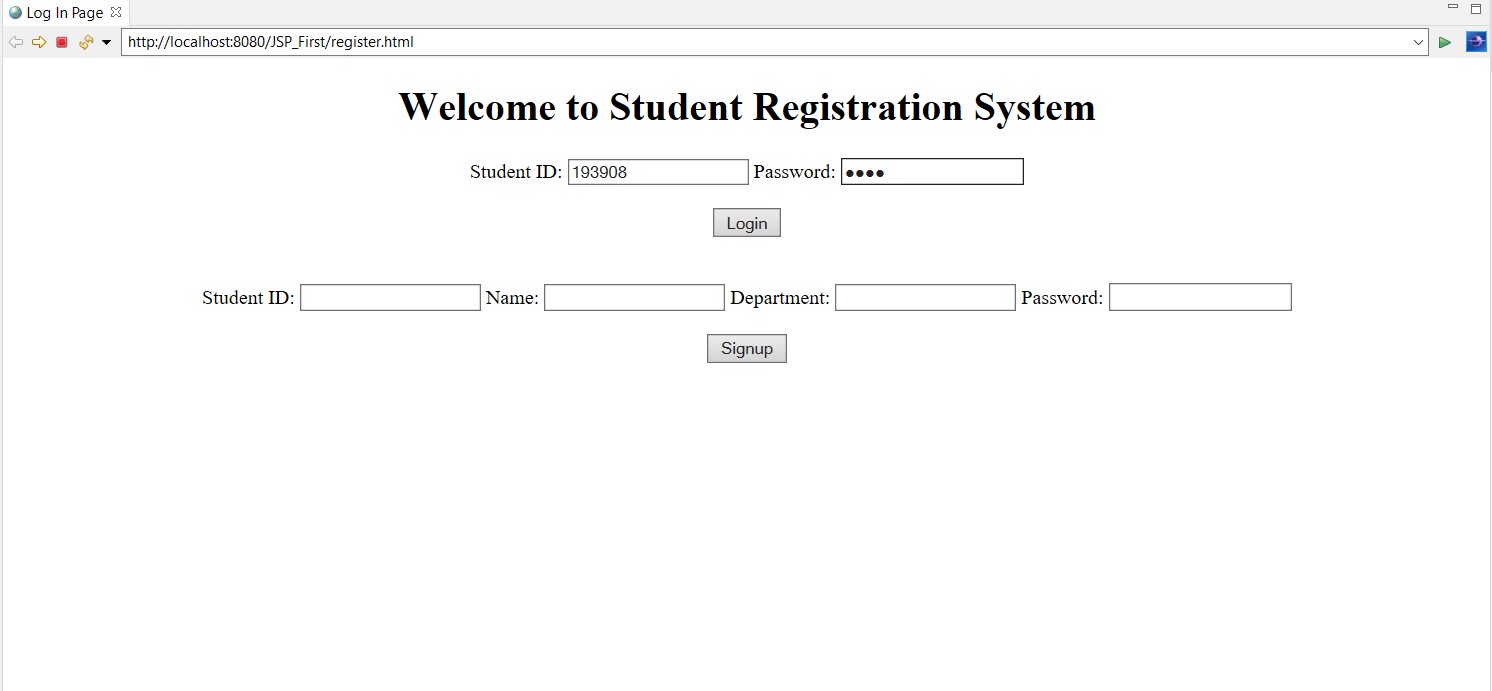 Log In Page
http://localhost:8080/JSP_First/register.html
Welcome to Student Registration System
Student ID: 193908 Password: ●●●●
Login
Student ID: Name: Department: Password:
Signup